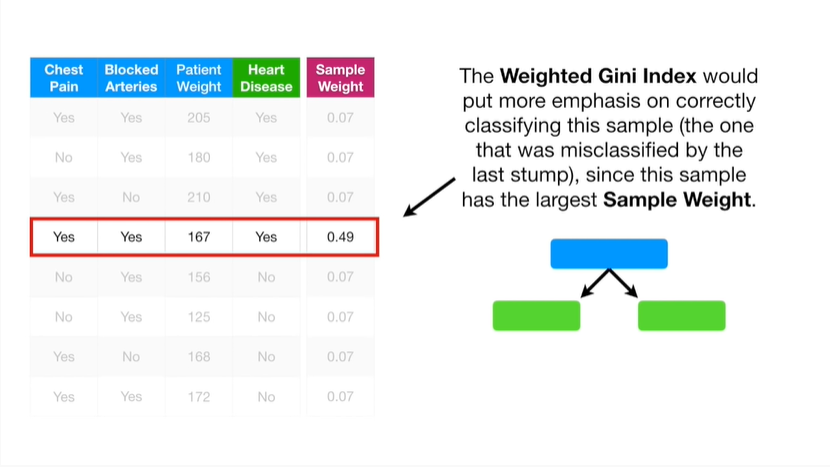 Chest Pain Blocked Arteries Patient Weight Heart Disease Sample Weight
Yes Yes 205 Yes 0.07
No Yes 180 Yes 0.07
Yes No 210 Yes 0.07
Yes Yes 167 Yes 0.49
No Yes 156 No 0.07
No Yes 125 No 0.07
Yes No 168 No 0.07
Yes Yes 172 No 0.07
The Weighted Gini Index would
put more emphasis on correctly
classifying this sample (the one
that was misclassified by the
last stump), since this sample
has the largest Sample Weight.